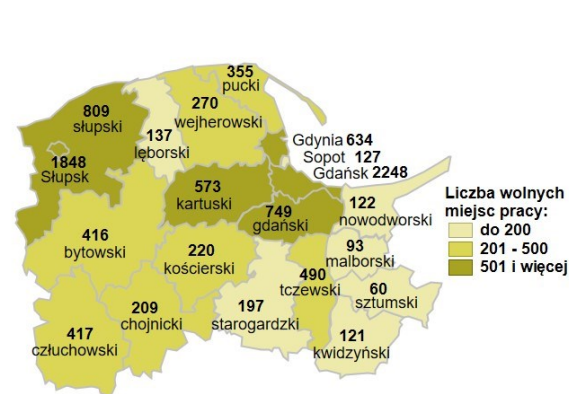 355
pucki
809
słupski
270
wejherowski
137
lęborski
Gdynia 634
Sopot 127
Gdańsk 2248
1848
Słupsk
573
kartuski
749
gdański
122
nowodworski
Liczba wolnych
miejsc pracy:
do 200
201 - 500
501 i więcej
416
bytowski
220
kościerski
93
malborski
490
tczewski
60
sztumski
209
chojnicki
197
starogardzki
417
człuchowski
121
kwidzyński